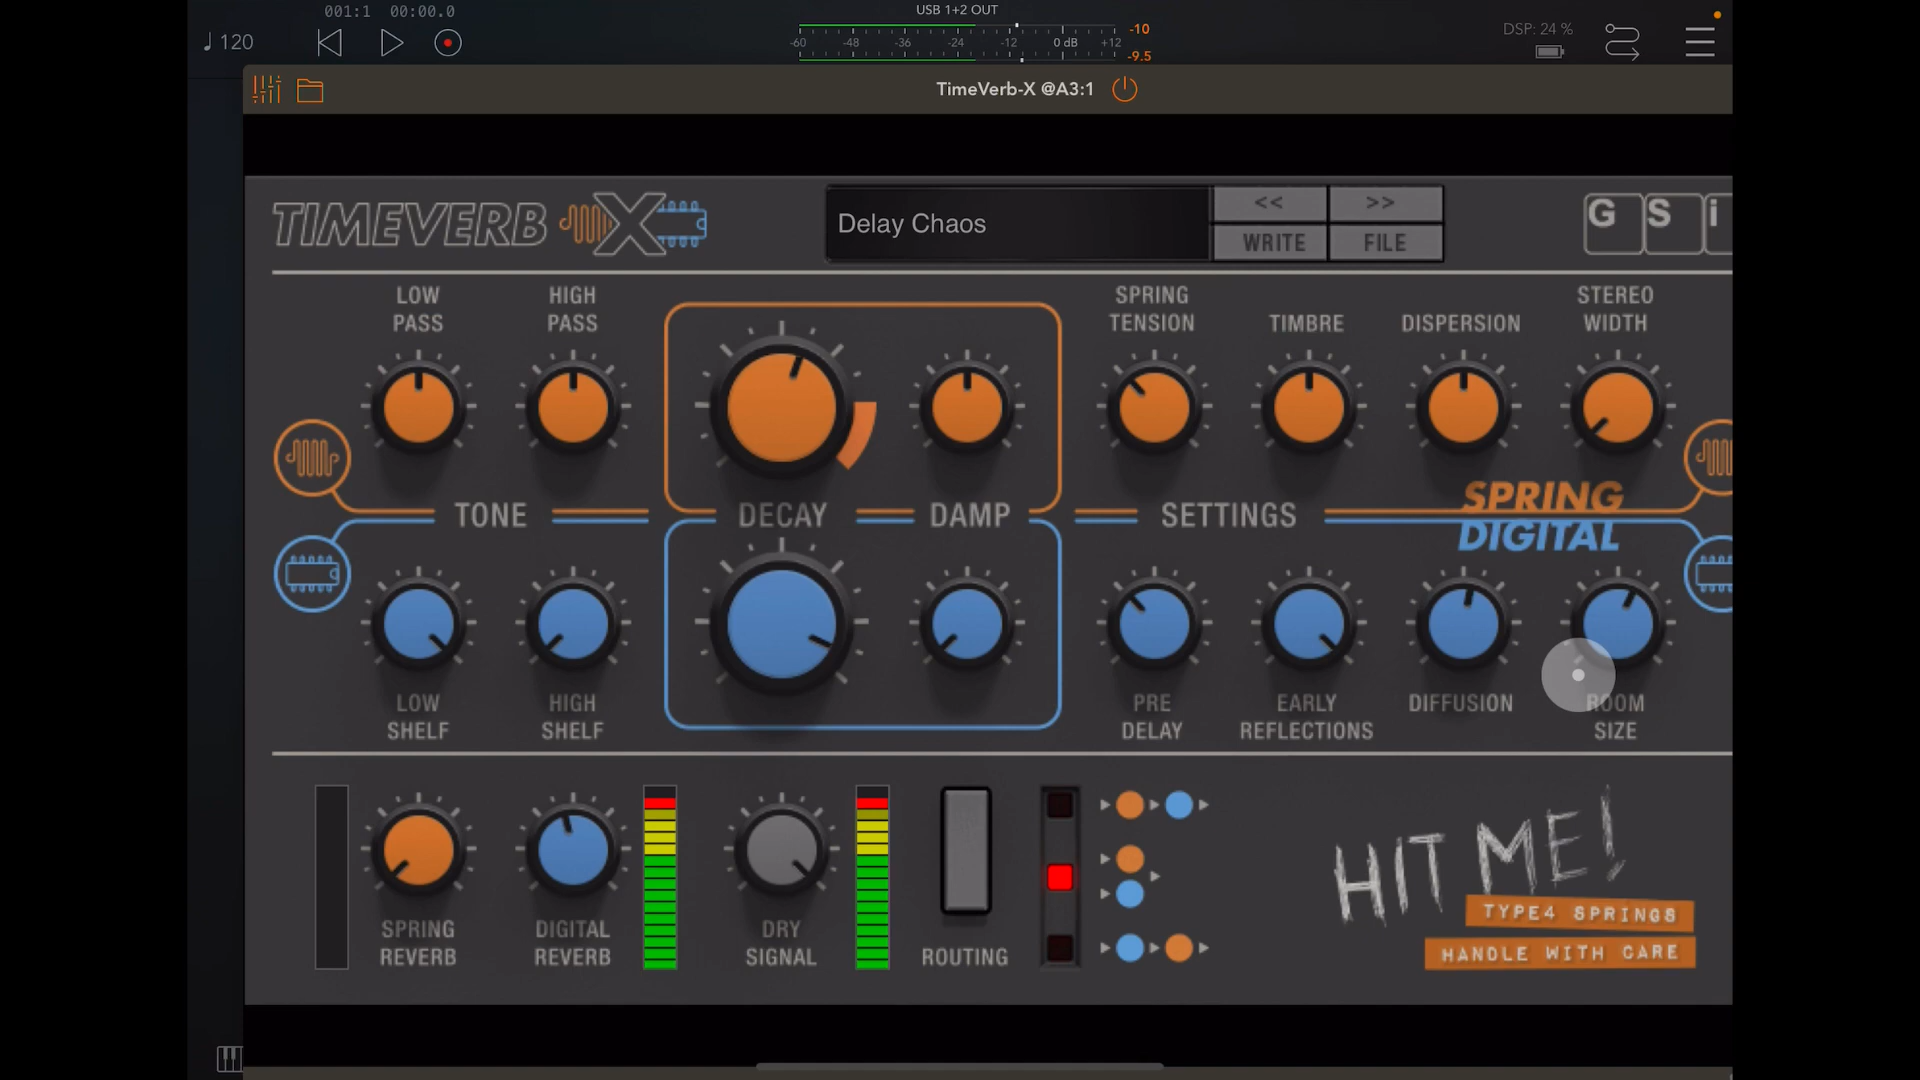 001:1 00:00.0
USB 1+2 OUT
120
-60 -48 -36 -24 -12 0 dB +12
-10
-9.5
DSP: 24 %
TimeVerb-X @A3:1
TIMEVERB X
Delay Chaos
<< >>
WRITE FILE
G S i
LOW PASS
HIGH PASS
SPRING TENSION
TIMBRE
DISPERSION
STEREO WIDTH
TONE
DECAY
DAMP
SETTINGS
SPRING
DIGITAL
LOW SHELF
HIGH SHELF
PRE DELAY
EARLY REFLECTIONS
DIFFUSION
ROOM SIZE
SPRING REVERB
DIGITAL REVERB
DRY SIGNAL
ROUTING
HIT ME!
TYPE4 SPRINGS
HANDLE WITH CARE